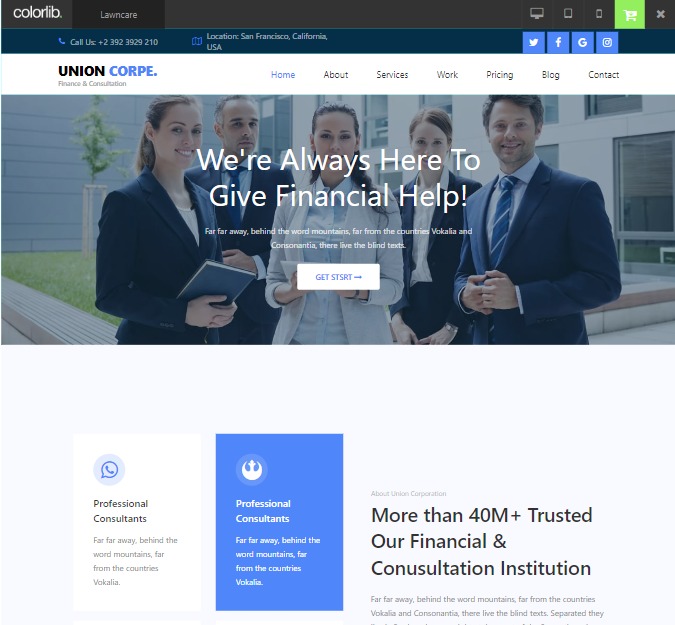 colorlib.
Lawncare
Call Us: +2 392 3929 210
Location: San Francisco, California,
USA
UNION CORPE.
Finance & Consultation
Home
About
Services
Work
Pricing
Blog
Contact
We're Always Here To
Give Financial Help!
Far far away, behind the word mountains, far from the countries Vokalia and
Consonantia, there live the blind texts.
GET STSRT
Professional
Consultants
Far far away, behind the
word mountains, far
from the countries
Vokalia.
Professional
Consultants
Far far away, behind the
word mountains, far
from the countries
Vokalia.
About Union Corporation
More than 40M+ Trusted
Our Financial &
Conusultation Institution
Far far away, behind the word mountains, far from the countries
Vokalia and Consonantia, there live the blind texts. Separated they